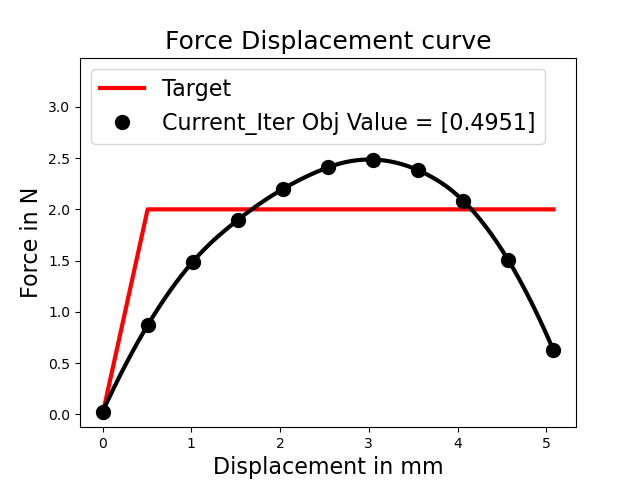 Force Displacement curve
Target
Current_Iter Obj Value = [0.4951]
Force in N
3.0
2.5
2.0
1.5
1.0
0.5
0.0
0 1 2 3 4 5
Displacement in mm